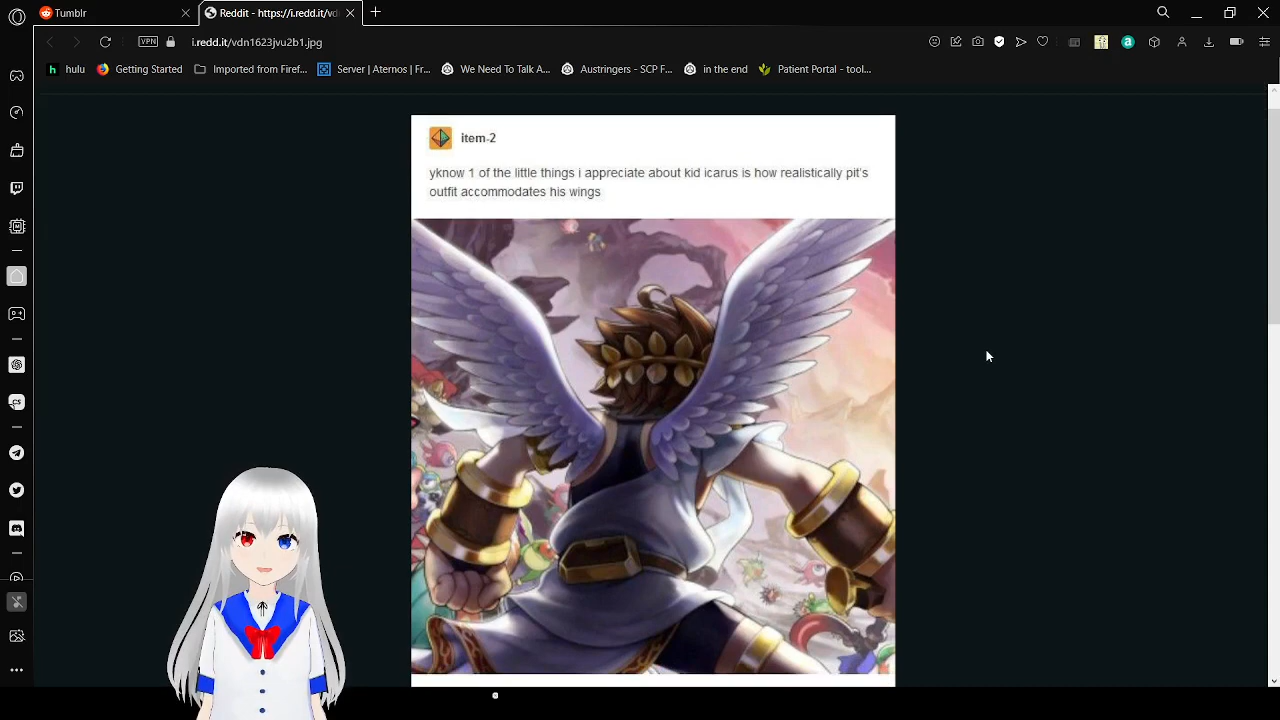 Tumblr
Reddit - https://i.redd.it/vd
VPN
i.redd.it/vdn1623jvu2b1.jpg
hulu
Getting Started
Imported from Firef...
Server | Aternos | Fr...
We Need To Talk A...
Austringers - SCP F...
in the end
Patient Portal - tool...
item-2
yknow 1 of the little things i appreciate about kid icarus is how realistically pit's
outfit accommodates his wings